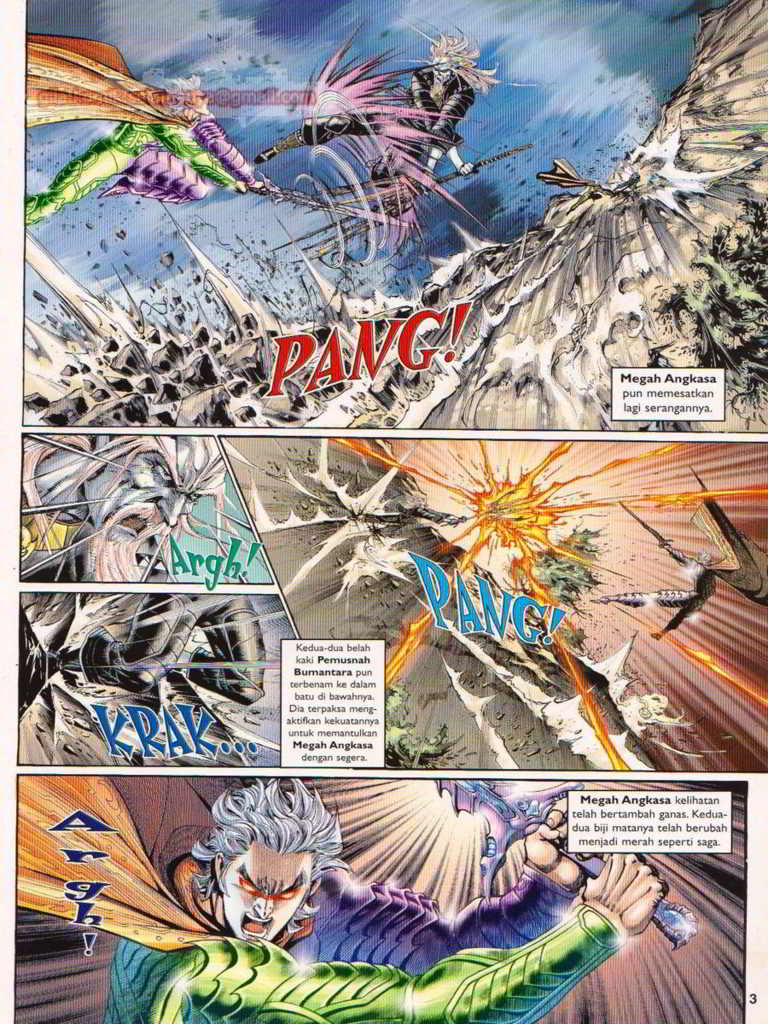 PANG!
Megah Angkasa
pun memesatkan
lagi serangannya.
Argh!
PANG!
KRAK...
Kedua-dua belah
kaki Pemusnah
Bumantara pun
terbenam ke dalam
batu di bawahnya.
Dia terpaksa meng-
aktifkan kekuatannya
untuk memantulkan
Megah Angkasa
dengan segera.
Argh!
Megah Angkasa kelihatan
telah bertambah ganas. Kedua-
dua biji matanya telah berubah
menjadi merah seperti saga.
3